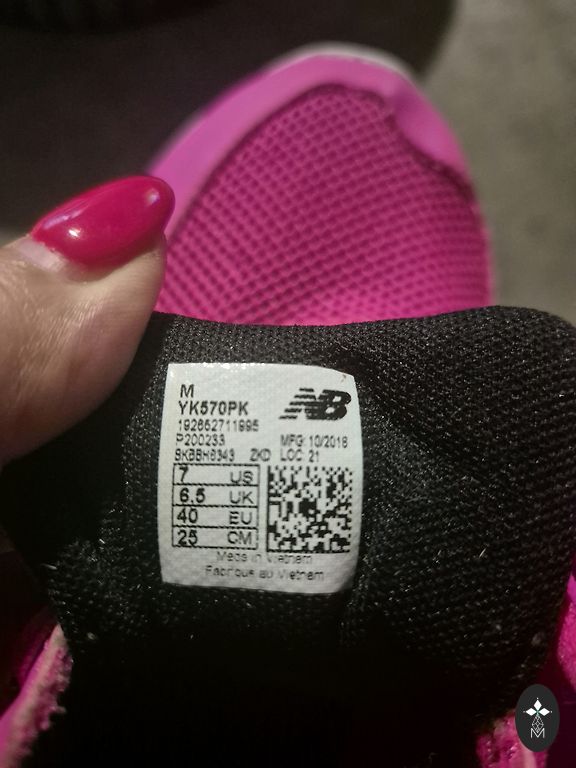 M
YK570PK
NB
192662711995
P200233 MFG 10/2018
ZKD LOC: 21
7 US
6.5 UK
40 EU
25 CM
Made in Vietnam
Fabriqué au Vietnam
M